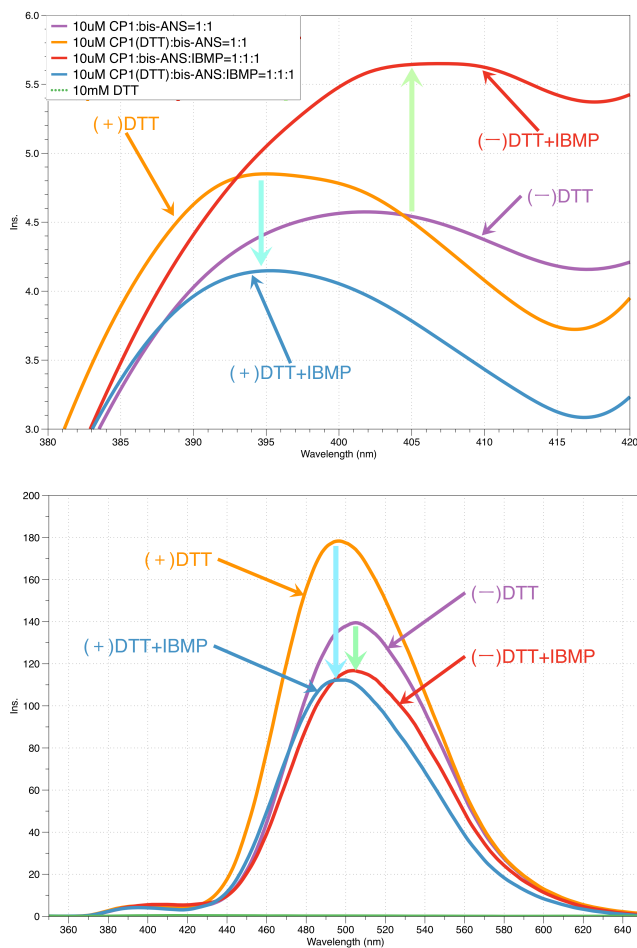 6.0
10uM CP1:bis-ANS=1:1
10uM CP1(DTT):bis-ANS=1:1
10uM CP1:bis-ANS:IBMP=1:1:1
10uM CP1(DTT):bis-ANS:IBMP=1:1:1
10mM DTT
5.5
(+)DTT
(—)DTT+IBMP
5.0
(—)DTT
4.5
Ins.
4.0
(+)DTT+IBMP
3.5
3.0
380 385 390 395 400 405 410 415 420
Wavelength (nm)
200
180
(+)DTT
160
(—)DTT
140
(+)DTT+IBMP
(—)DTT+IBMP
120
100
Ins.
80
60
40
20
0
360 380 400 420 440 460 480 500 520 540 560 580 600 620 640
Wavelength (nm)